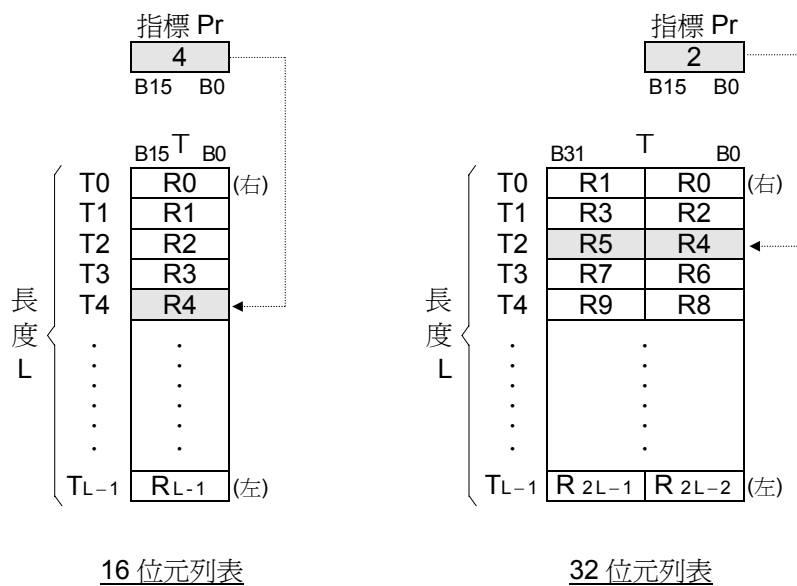 指標 Pr
4
B15 B0
B15 T B0
T0 R0 (右)
T1 R1
T2 R2
T3 R3
T4 R4
長度 L
TL−1 RL-1 (左)
16 位元列表
指標 Pr
2
B15 B0
B31 T B0
T0 R1 R0 (右)
T1 R3 R2
T2 R5 R4
T3 R7 R6
T4 R9 R8
長度 L
TL−1 R 2L−1 R 2L−2 (左)
32 位元列表